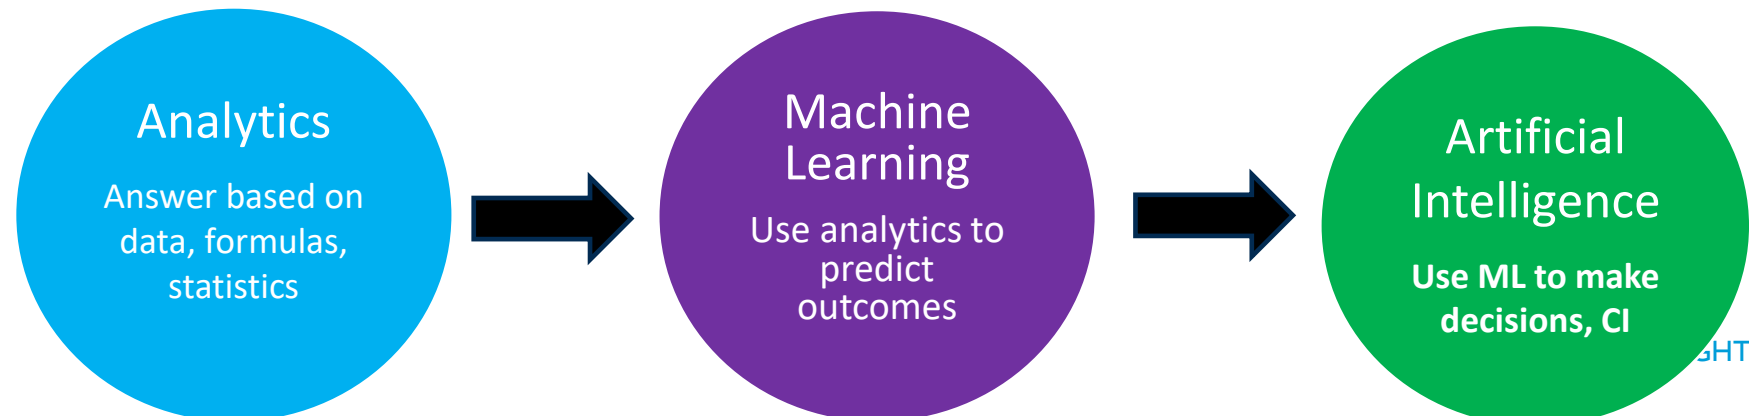 Analytics
Answer based on
data, formulas,
statistics
Machine
Learning
Use analytics to
predict
outcomes
Artificial
Intelligence
Use ML to make
decisions, CI